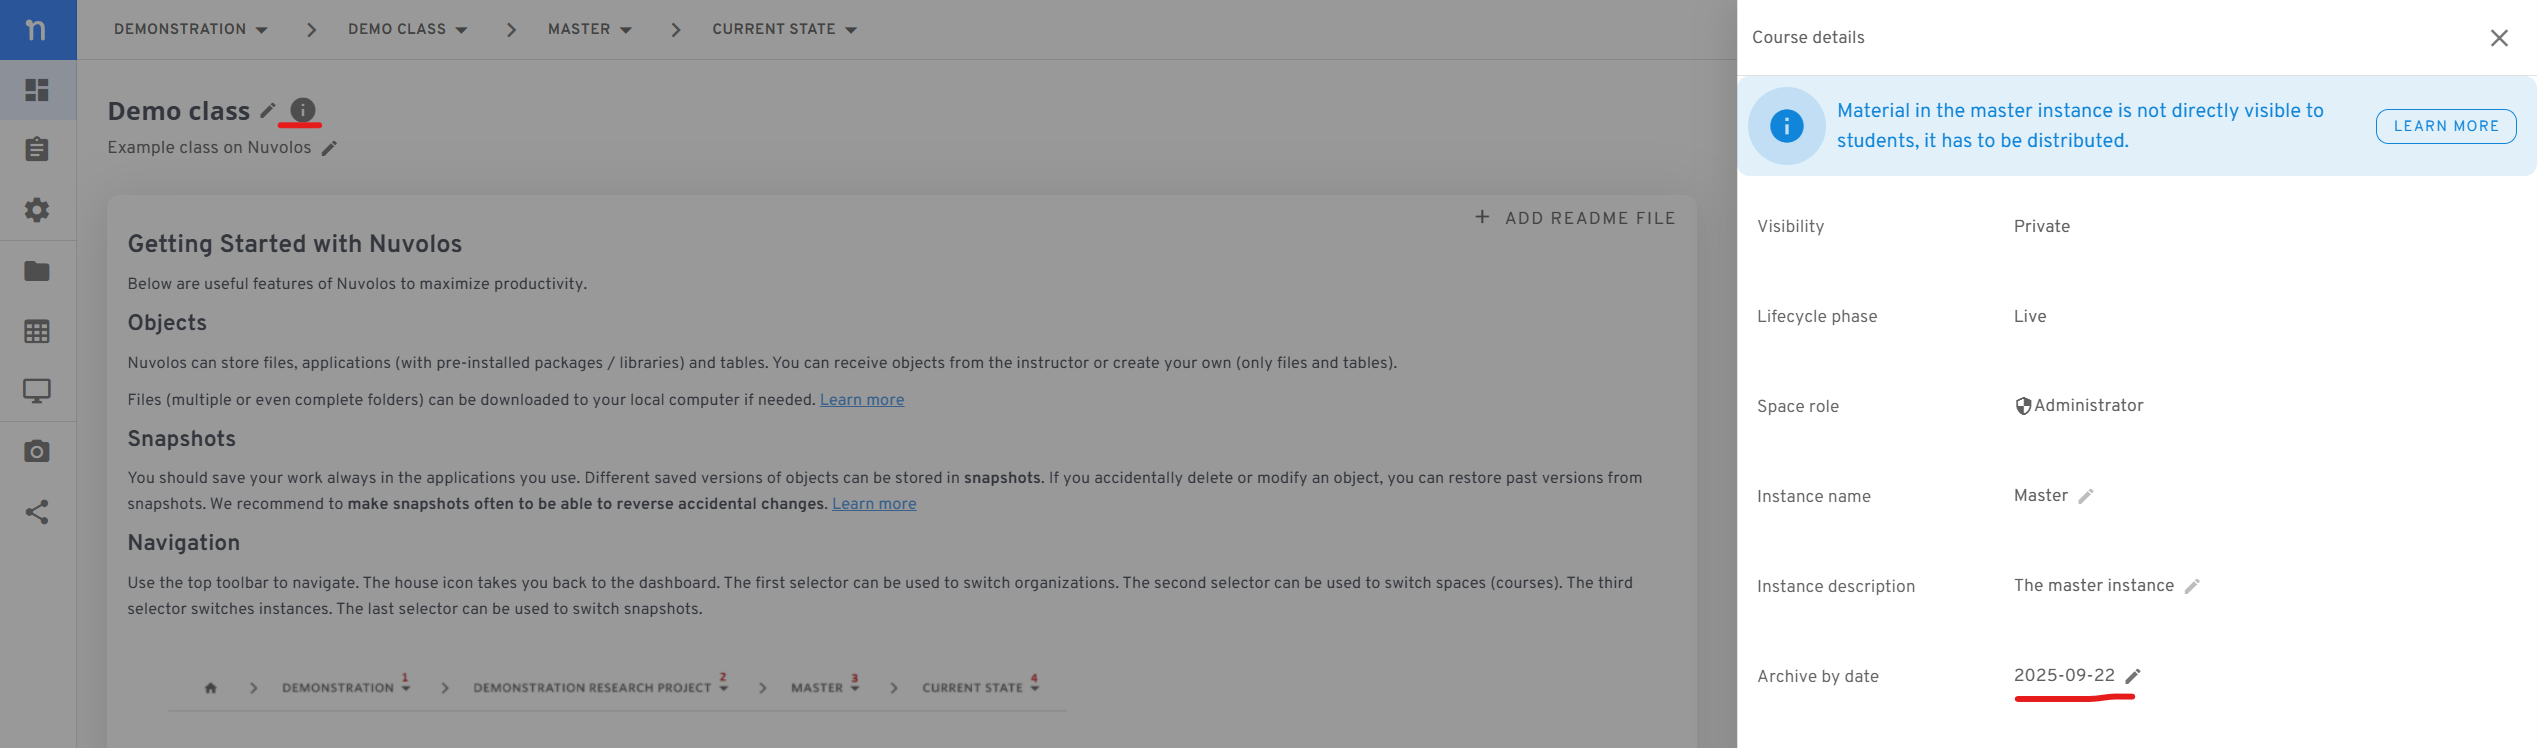 n
DEMONSTRATION
DEMO CLASS
MASTER
CURRENT STATE
Demo class
Example class on Nuvolos
ADD README FILE
Getting Started with Nuvolos
Below are useful features of Nuvolos to maximize productivity.
Objects
Nuvolos can store files, applications (with pre-installed packages / libraries) and tables. You can receive objects from the instructor or create your own (only files and tables).
Files (multiple or even complete folders) can be downloaded to your local computer if needed. Learn more
Snapshots
You should save your work always in the applications you use. Different saved versions of objects can be stored in snapshots. If you accidentally delete or modify an object, you can restore past versions from
snapshots. We recommend to make snapshots often to be able to reverse accidental changes. Learn more
Navigation
Use the top toolbar to navigate. The house icon takes you back to the dashboard. The first selector can be used to switch organizations. The second selector can be used to switch spaces (courses). The third
selector switches instances. The last selector can be used to switch snapshots.
DEMONSTRATION 1
DEMONSTRATION RESEARCH PROJECT 2
MASTER 3
CURRENT STATE 4
Course details
Material in the master instance is not directly visible to
students, it has to be distributed.
LEARN MORE
Visibility Private
Lifecycle phase Live
Space role Administrator
Instance name Master
Instance description The master instance
Archive by date 2025-09-22